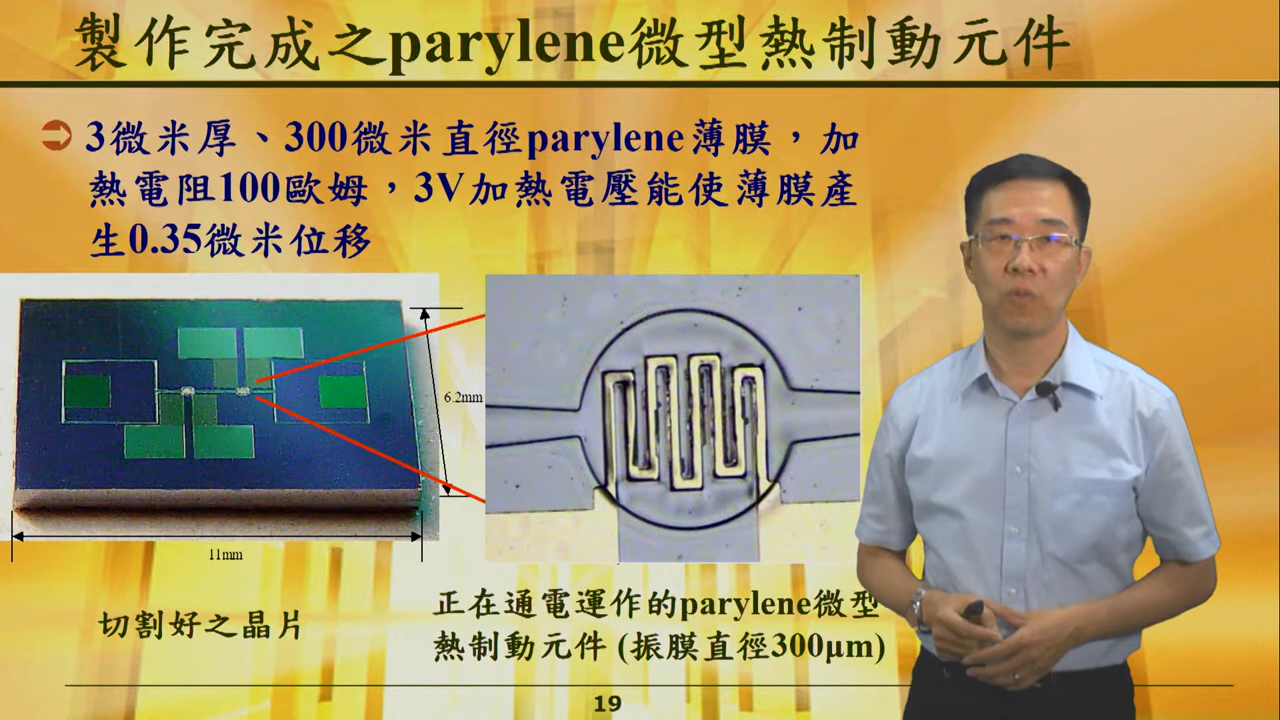 製作完成之parylene微型熱制動元件
3微米厚、300微米直徑parylene薄膜，加
熱電阻100歐姆，3V加熱電壓能使薄膜產
生0.35微米位移
6.2mm
11mm
切割好之晶片
正在通電運作的parylene微型
熱制動元件 (振膜直徑300μm)
19